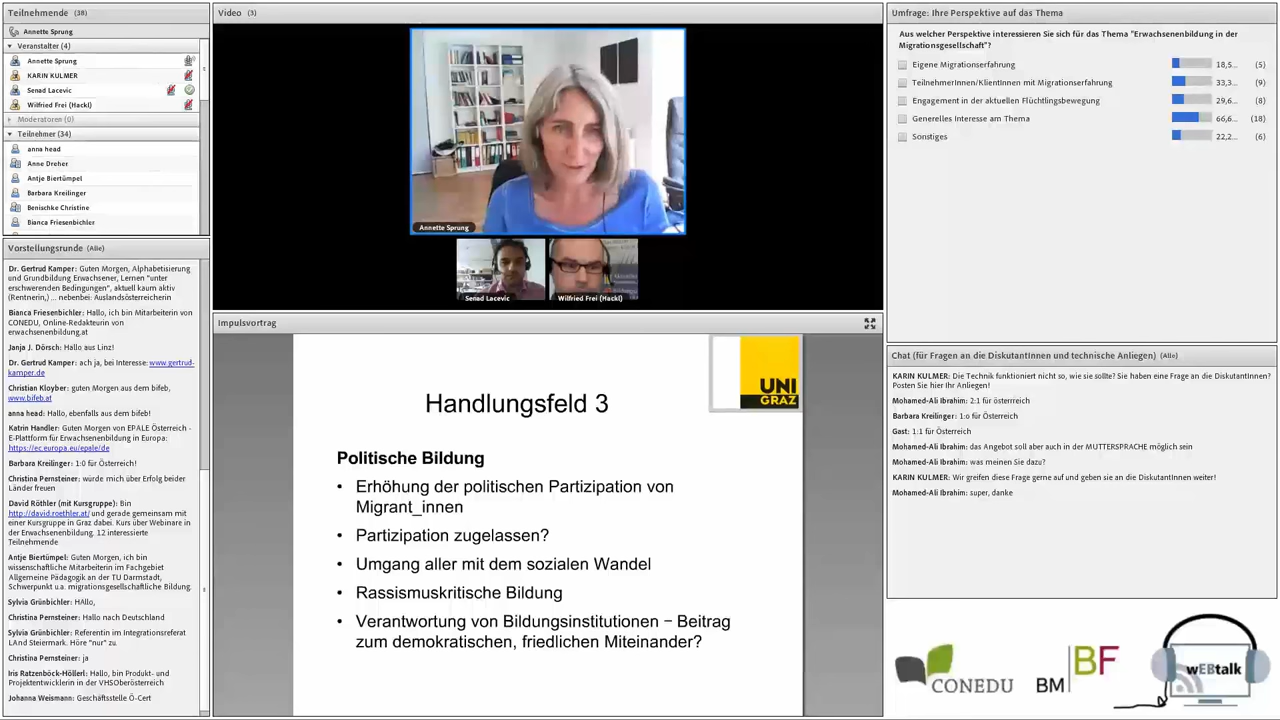 Teilnehmende (38)
Annette Sprung
Veranstalter (4)
Annette Sprung
KARIN KULMER
Senad Lacevic
Wilfried Frei (Hackl)
Moderatoren (0)
Teilnehmer (34)
anna head
Anne Dreher
Antje Biertümpel
Barbara Kreilinger
Benischke Christine
Bianca Friesenbichler
Vorstellungsrunde (Alle)
Dr. Gertrud Kamper: Guten Morgen, Alphabetisierung
und Grundbildung Erwachsener, Lernen "unter
erschwerenden Bedingungen", aktuell kaum aktiv
(Rentnerin,) ... nebenbei: Auslandsösterreicherin
Bianca Friesenbichler: Hallo, ich bin Mitarbeiterin von
CONEDU, Online-Redakteurin von
erwachsenenbildung.at
Janja J. Dörsch: Hallo aus Linz!
Dr. Gertrud Kamper: ach ja, bei Interesse: www.gertrud-
kamper.de
Christian Kloyber: guten Morgen aus dem bifeb,
www.bifeb.at
anna head: Hallo, ebenfalls aus dem bifeb!
Katrin Handler: Guten Morgen von EPALE Österreich -
E-Plattform für Erwachsenenbildung in Europa:
https://ec.europa.eu/epale/de
Barbara Kreilinger: 1:0 für Österreich!
Christina Pernsteiner: würde mich über Erfolg beider
Länder freuen
David Röthler (mit Kursgruppe): Bin
http://david.roethler.at/ und gerade gemeinsam mit
einer Kursgruppe in Graz dabei. Kurs über Webinare in
der Erwachsenenbildung. 12 interessierte
Teilnehmende
Antje Biertümpel: Guten Morgen, ich bin
wissenschaftliche Mitarbeiterin im Fachgebiet
Allgemeine Pädagogik an der TU Darmstadt,
Schwerpunkt u.a. migrationsgesellschaftliche Bildung.
Sylvia Grünbichler: HAllo,
Christina Pernsteiner: Hallo nach Deutschland
Sylvia Grünbichler: Referentin im Integrationsreferat
LAnd Steiermark. Höre "nur" zu.
Christina Pernsteiner: ja
Iris Ratzenböck-Höllerl: Hallo, bin Produkt- und
Projektentwicklerin in der VHSOberösterreich
Johanna Weismann: Geschäftsstelle Ö-Cert
Video (3)
Annette Sprung
Senad Lacevic
Wilfried Frei (Hackl)
Impulsvortrag
UNI
GRAZ
Handlungsfeld 3
Politische Bildung
• Erhöhung der politischen Partizipation von
Migrant_innen
• Partizipation zugelassen?
• Umgang aller mit dem sozialen Wandel
• Rassismuskritische Bildung
• Verantwortung von Bildungsinstitutionen – Beitrag
zum demokratischen, friedlichen Miteinander?
Umfrage: Ihre Perspektive auf das Thema
Aus welcher Perspektive interessieren Sie sich für das Thema "Erwachsenenbildung in der
Migrationsgesellschaft"?
Eigene Migrationserfahrung 18,5... (5)
TeilnehmerInnen/KlientInnen mit Migrationserfahrung 33,3... (9)
Engagement in der aktuellen Flüchtlingsbewegung 29,6... (8)
Generelles Interesse am Thema 66,6... (18)
Sonstiges 22,2... (6)
Chat (für Fragen an die DiskutantInnen und technische Anliegen) (Alle)
KARIN KULMER: Die Technik funktioniert nicht so, wie sie sollte? Sie haben eine Frage an die DiskutantInnen?
Posten Sie hier Ihr Anliegen!
Mohamed-Ali Ibrahim: 2:1 für österrreich
Barbara Kreilinger: 1:o für Österreich
Gast: 1:1 für Österreich
Mohamed-Ali Ibrahim: das Angebot soll aber auch in der MUTTERSPRACHE möglich sein
Mohamed-Ali Ibrahim: was meinen Sie dazu?
KARIN KULMER: Wir greifen diese Frage gerne auf und geben sie an die DiskutantInnen weiter!
Mohamed-Ali Ibrahim: super, danke
CONEDU
BM BF
wEBtalk